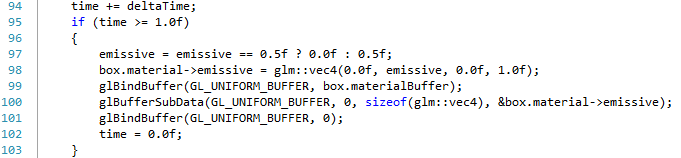 94 time += deltaTime;
95 if (time >= 1.0f)
96 {
97 emissive = emissive == 0.5f ? 0.0f : 0.5f;
98 box.material->emissive = glm::vec4(0.0f, emissive, 0.0f, 1.0f);
99 glBindBuffer(GL_UNIFORM_BUFFER, box.materialBuffer);
100 glBufferSubData(GL_UNIFORM_BUFFER, 0, sizeof(glm::vec4), &box.material->emissive);
101 glBindBuffer(GL_UNIFORM_BUFFER, 0);
102 time = 0.0f;
103 }